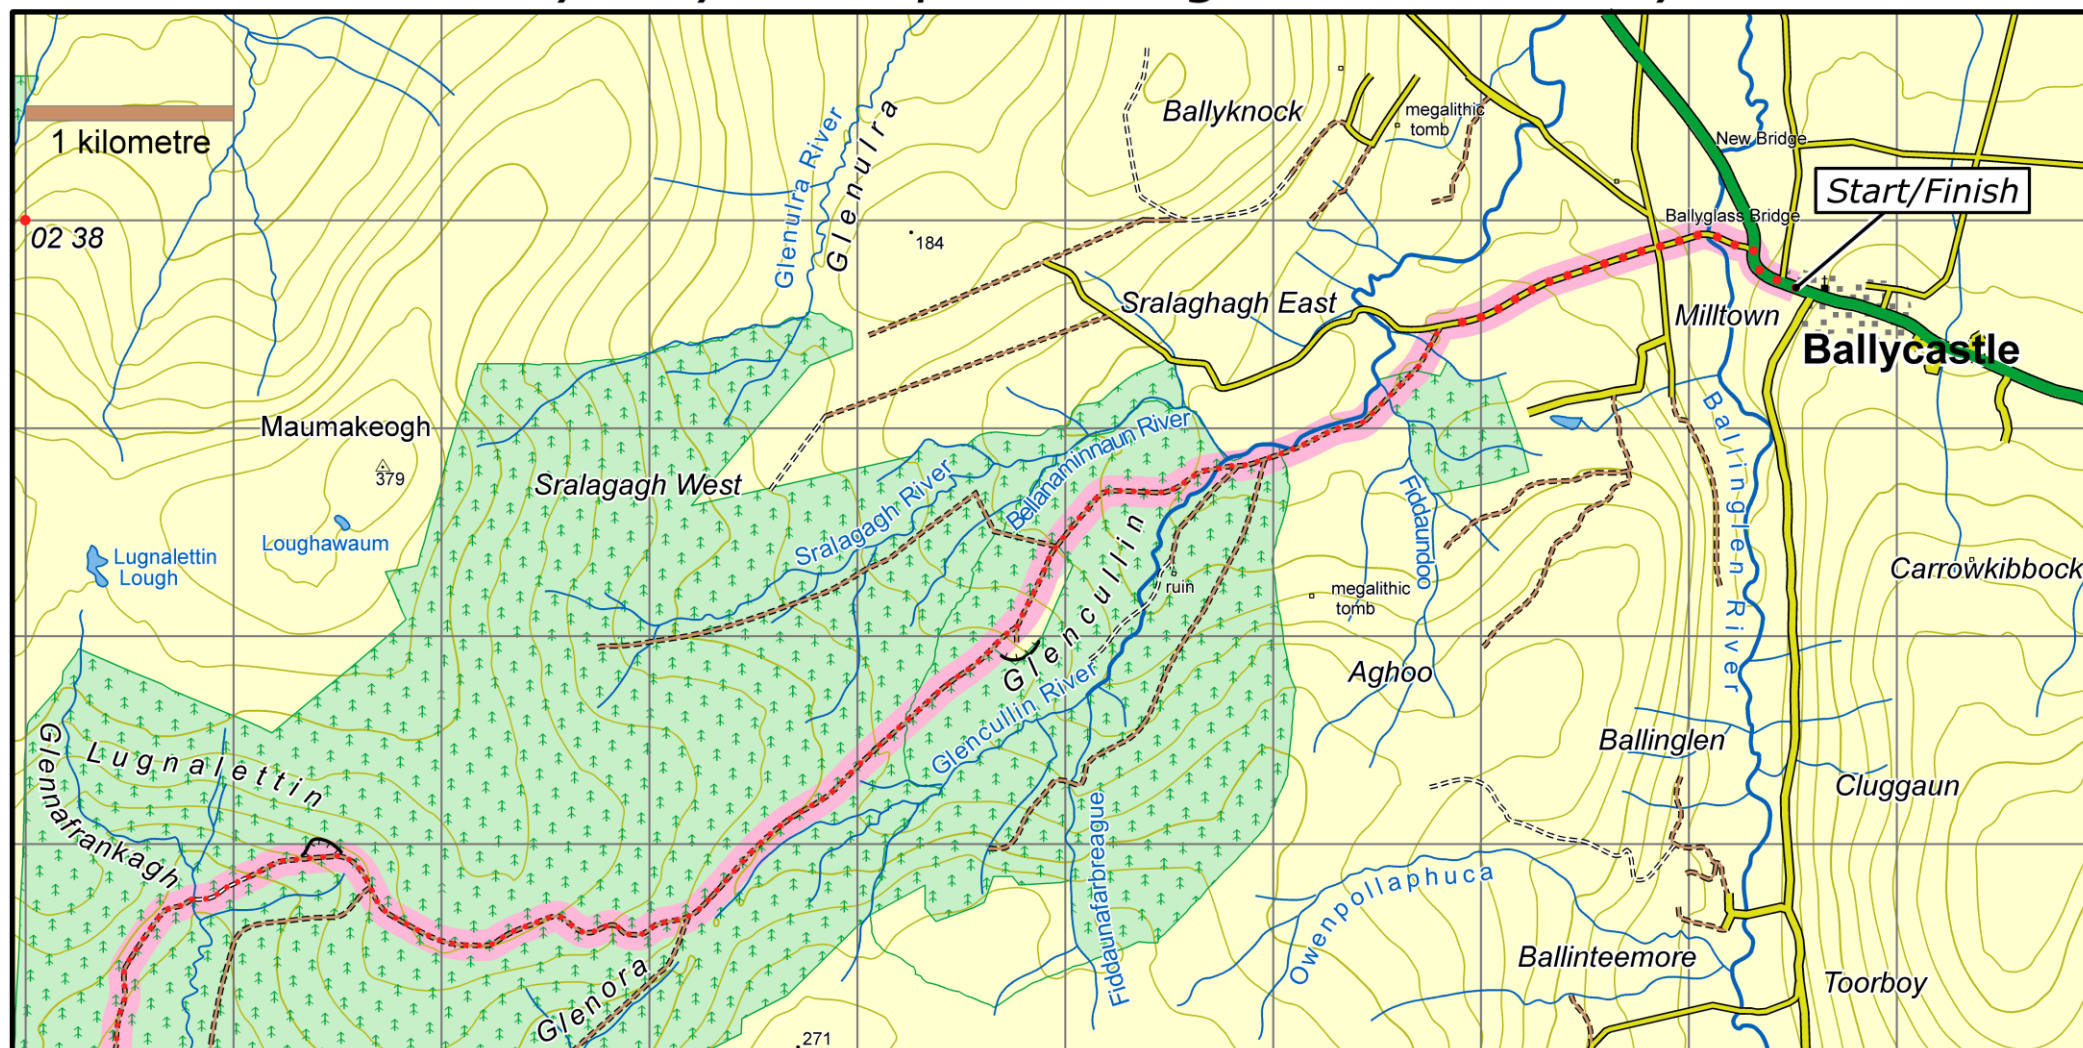 1 kilometre
02 38
Glenulra River
Glenulra
184
Ballyknock
megalithic
tomb
New Bridge
Start/Finish
Ballyglass Bridge
Sralaghagh East
Milltown
Ballycastle
Maumakeogh
379
Loughawaum
Lugnalettin
Lough
Sralagagh West
Sralagagh River
Bellanaminnaun River
Glencullin
ruin
Glencullin River
Fiddaundoo
megalithic
tomb
Aghoo
Ballinglen River
Carrowkibbock
Ballinglen
Cluggaun
Lugnalettin
Glennafrankagh
Glenora
Fiddaunafarbreague
Owenpollaphuca
Ballinteemore
Toorboy
271